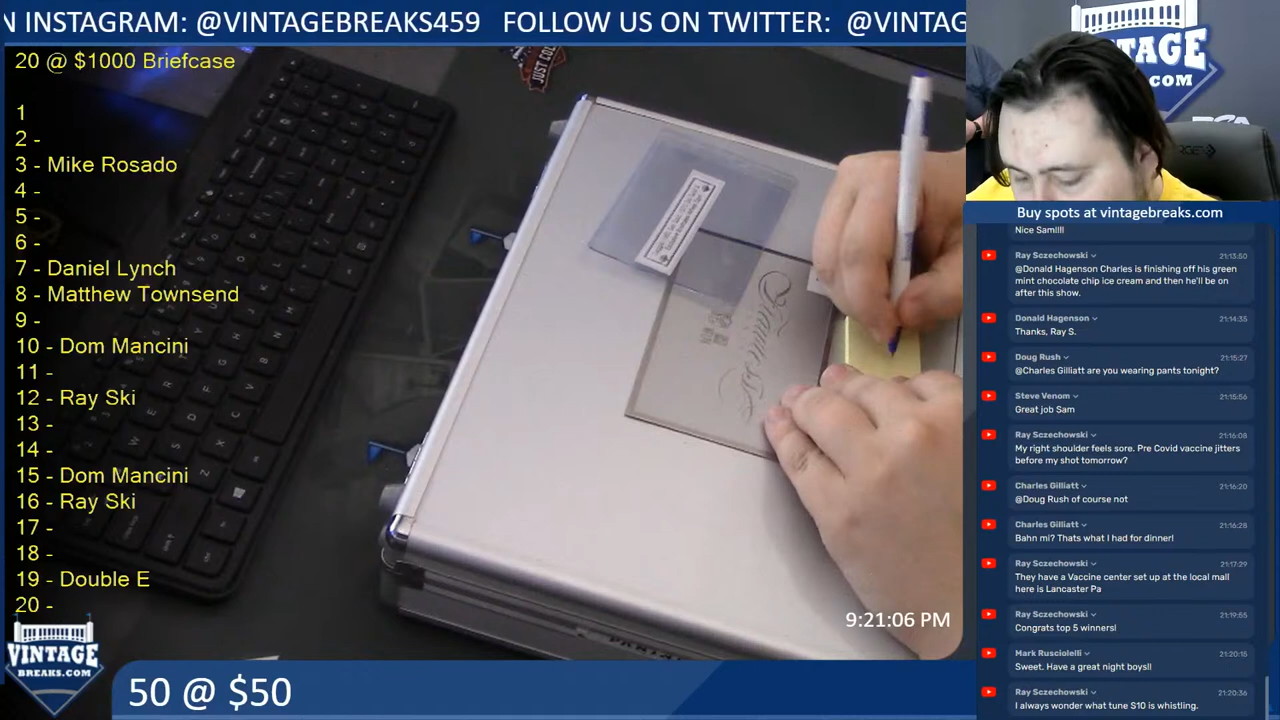 N INSTAGRAM: @VINTAGEBREAKS459 FOLLOW US ON TWITTER: @VINTAG
20 @ $1000 Briefcase
1
2 -
3 - Mike Rosado
4 -
5 -
6 -
7 - Daniel Lynch
8 - Matthew Townsend
9 -
10 - Dom Mancini
11 -
12 - Ray Ski
13 -
14 -
15 - Dom Mancini
16 - Ray Ski
17 -
18 -
19 - Double E
20 -
JUST COL
9:21:06 PM
VINTAGE
BREAKS.COM
50 @ $50
NTAGE
.COM
Buy spots at vintagebreaks.com
Nice Sam!!!!
Ray Sczechowski 21:13:50
@Donald Hagenson Charles is finishing off his green
mint chocolate chip ice cream and then he'll be on
after this show.
Donald Hagenson 21:14:35
Thanks, Ray S.
Doug Rush 21:15:27
@Charles Gilliatt are you wearing pants tonight?
Steve Venom 21:15:56
Great job Sam
Ray Sczechowski 21:16:08
My right shoulder feels sore. Pre Covid vaccine jitters
before my shot tomorrow?
Charles Gilliatt 21:16:20
@Doug Rush of course not
Charles Gilliatt 21:16:28
Bahn mi? Thats what I had for dinner!
Ray Sczechowski 21:17:29
They have a Vaccine center set up at the local mall
here is Lancaster Pa
Ray Sczechowski 21:19:55
Congrats top 5 winners!
Mark Rusciolelli 21:20:15
Sweet. Have a great night boys!!
Ray Sczechowski 21:20:36
I always wonder what tune S10 is whistling.